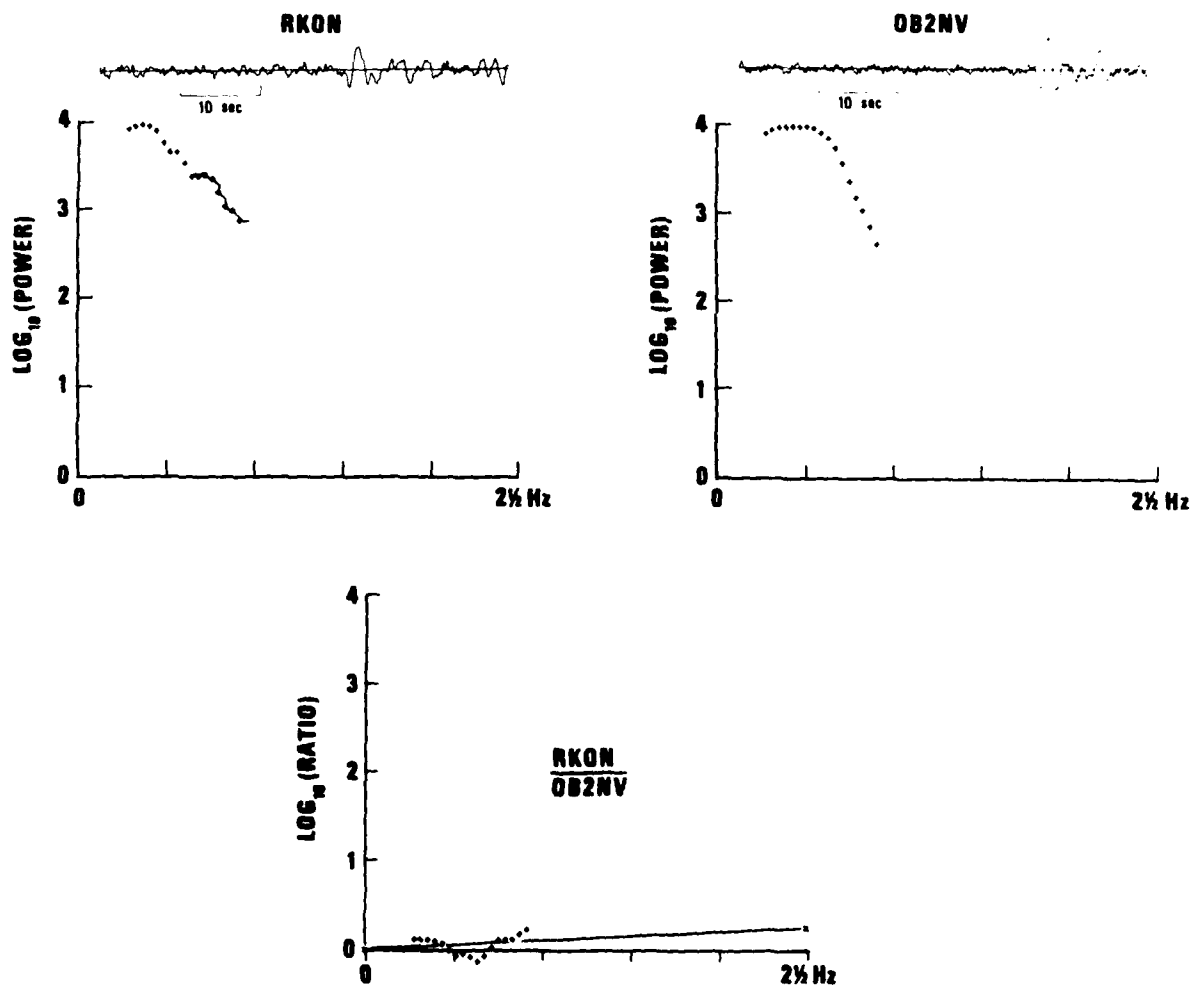 RKON
OB2NV
10 sec
10 sec
4
3
2
1
0
LOG₁₀ (POWER)
0
2½ Hz
4
3
2
1
0
LOG₁₀ (POWER)
0
2½ Hz
4
3
2
1
0
LOG₁₀ (RATIO)
RKON
OB2NV
0
2½ Hz